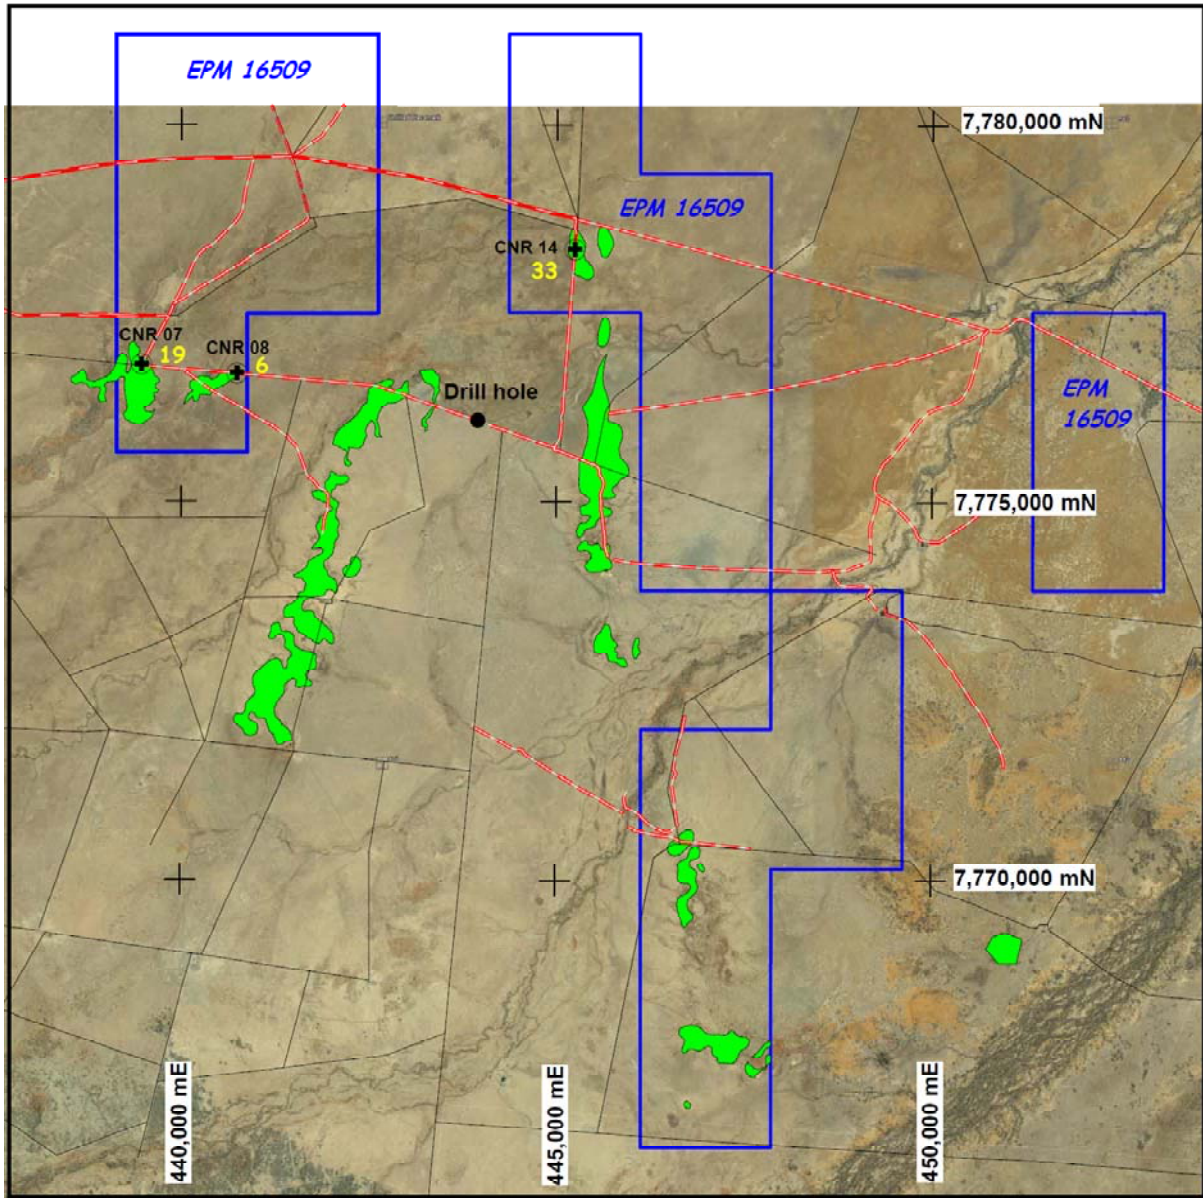 EPM 16509
7,780,000 mN
EPM 16509
CNR 14
33
CNR 07
19
CNR 08
6
Drill hole
EPM
16509
7,775,000 mN
7,770,000 mN
440,000 mE
445,000 mE
450,000 mE